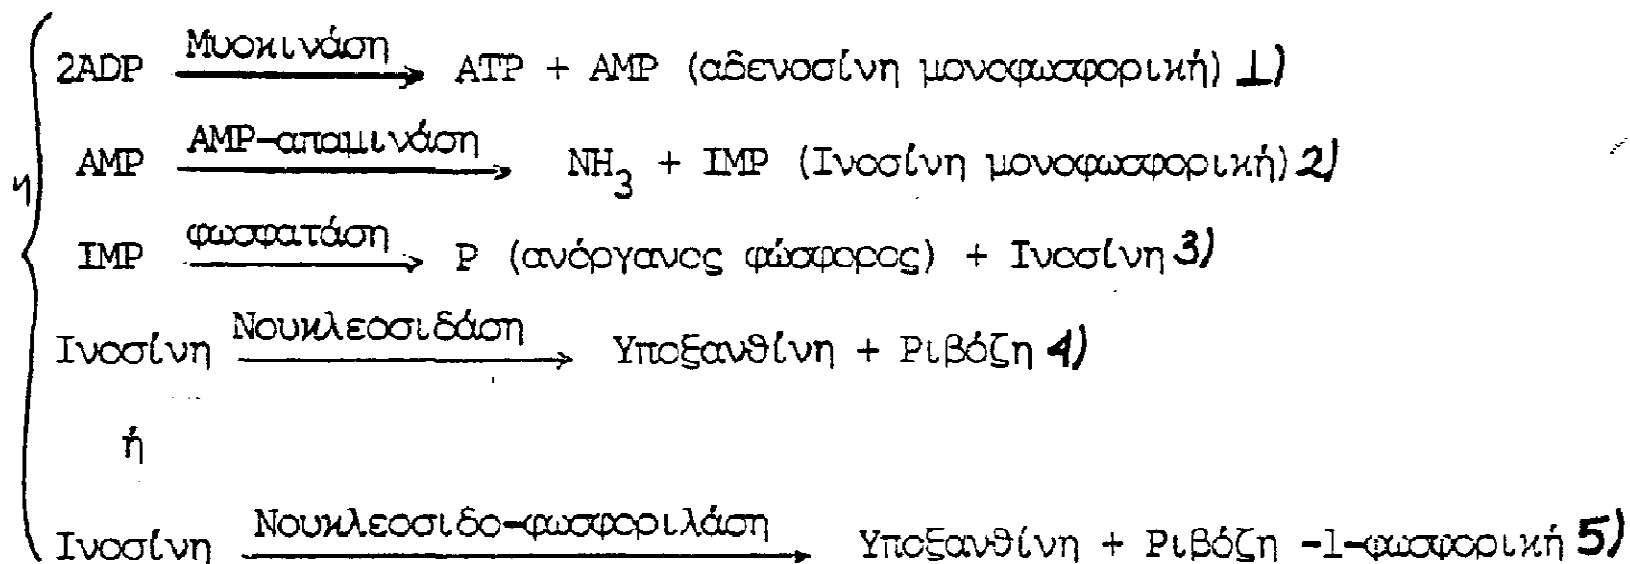 Μυοκινάση
2ADP ⟶ ATP + AMP (αδενοσίνη μονοφωσφορική) 1)
AMP-απαμινάση
AMP ⟶ NH3 + IMP (Ινοσίνη μονοφωσφορική) 2)
η
φωσφατάση
IMP ⟶ P (ανόργανος φώσφορος) + Ινοσίνη 3)
Νουκλεοσιδάση
Ινοσίνη ⟶ Υποξανθίνη + Ριβόζη 4)
ή
Νουκλεοσιδο-φωσφοριλάση
Ινοσίνη ⟶ Υποξανθίνη + Ριβόζη -1-φωσφορική 5)